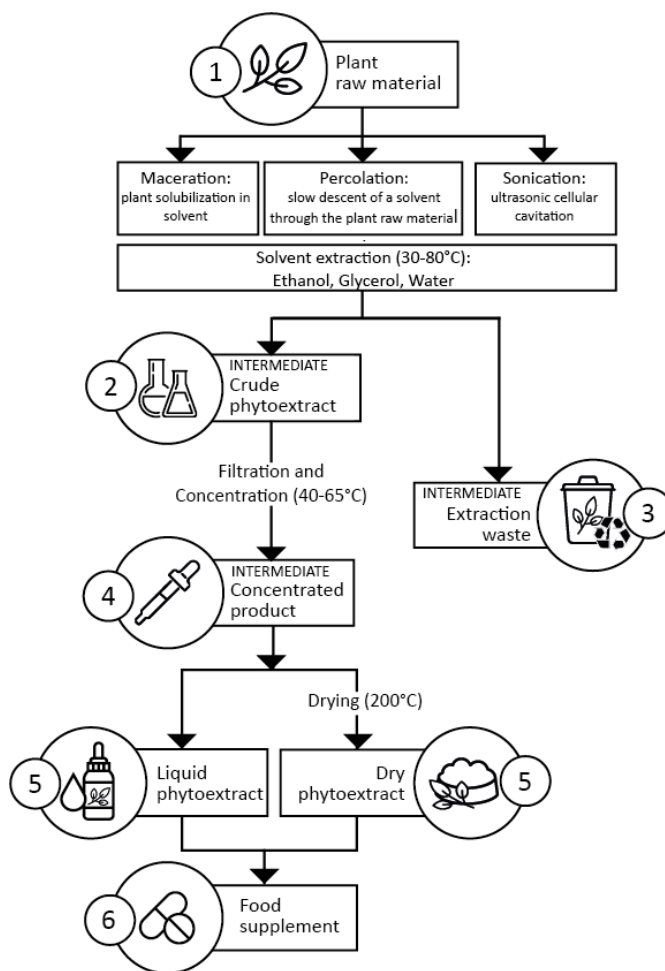 1
Plant
raw material
Maceration:
plant solubilization in
solvent
Percolation:
slow descent of a solvent
through the plant raw material
Sonication:
ultrasonic cellular
cavitation
Solvent extraction (30-80°C):
Ethanol, Glycerol, Water
2
INTERMEDIATE
Crude
phytoextract
Filtration and
Concentration (40-65°C)
INTERMEDIATE
Extraction
waste
3
4
INTERMEDIATE
Concentrated
product
Drying (200°C)
5
Liquid
phytoextract
Dry
phytoextract
5
6
Food
supplement